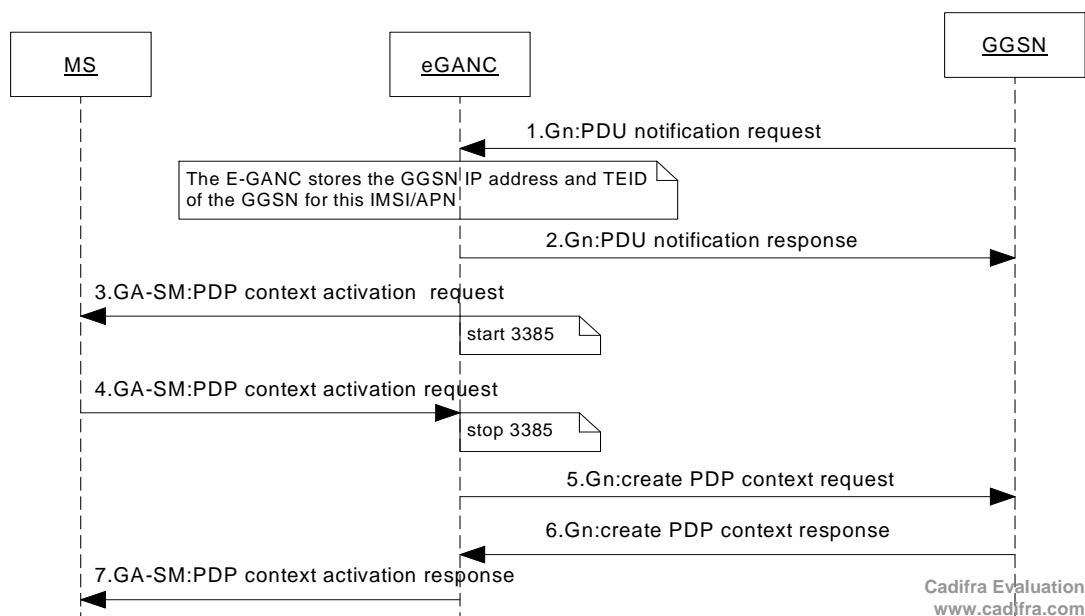 MS
eGANC
GGSN
1.Gn:PDU notification request
The E-GANC stores the GGSN IP address and TEID
of the GGSN for this IMSI/APN
2.Gn:PDU notification response
3.GA-SM:PDP context activation request
start 3385
4.GA-SM:PDP context activation request
stop 3385
5.Gn:create PDP context request
6.Gn:create PDP context response
7.GA-SM:PDP context activation response
Cadifra Evaluation
www.cadifra.com